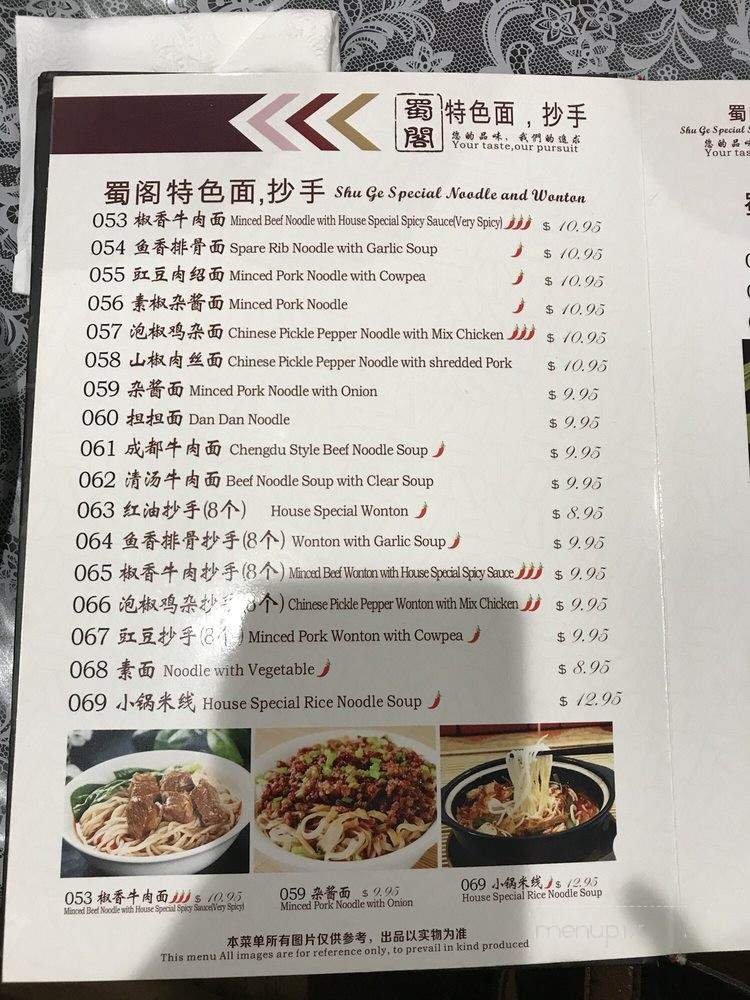 蜀閣 特色面，抄手
您的品味，我們的追求
Your taste,our pursuit
蜀阁特色面,抄手 Shu Ge Special Noodle and Wonton
053 椒香牛肉面 Minced Beef Noodle with House Special Spicy Sauce(Very Spicy) $ 10.95
054 鱼香排骨面 Spare Rib Noodle with Garlic Soup $ 10.95
055 豇豆肉绍面 Minced Pork Noodle with Cowpea $ 10.95
056 素椒杂酱面 Minced Pork Noodle $ 10.95
057 泡椒鸡杂面 Chinese Pickle Pepper Noodle with Mix Chicken $ 10.95
058 山椒肉丝面 Chinese Pickle Pepper Noodle with shredded Pork $ 10.95
059 杂酱面 Minced Pork Noodle with Onion $ 9.95
060 担担面 Dan Dan Noodle $ 9.95
061 成都牛肉面 Chengdu Style Beef Noodle Soup $ 9.95
062 清汤牛肉面 Beef Noodle Soup with Clear Soup $ 9.95
063 红油抄手(8个) House Special Wonton $ 8.95
064 鱼香排骨抄手(8个) Wonton with Garlic Soup $ 9.95
065 椒香牛肉抄手(8个) Minced Beef Wonton with House Special Spicy Sauce $ 9.95
066 泡椒鸡杂抄手(8个) Chinese Pickle Pepper Wonton with Mix Chicken $ 9.95
067 豇豆抄手(8个) Minced Pork Wonton with Cowpea $ 9.95
068 素面 Noodle with Vegetable $ 8.95
069 小锅米线 House Special Rice Noodle Soup $ 12.95
053 椒香牛肉面 $ 10.95
Minced Beef Noodle with House Special Spicy Sauce(Very Spicy)
059 杂酱面 $ 9.95
Minced Pork Noodle with Onion
069 小锅米线 $ 12.95
House Special Rice Noodle Soup
本菜单所有图片仅供参考，出品以实物为准
This menu All images are for reference only, to prevail in kind produced
Shu Ge Special
您的品味
Your tas